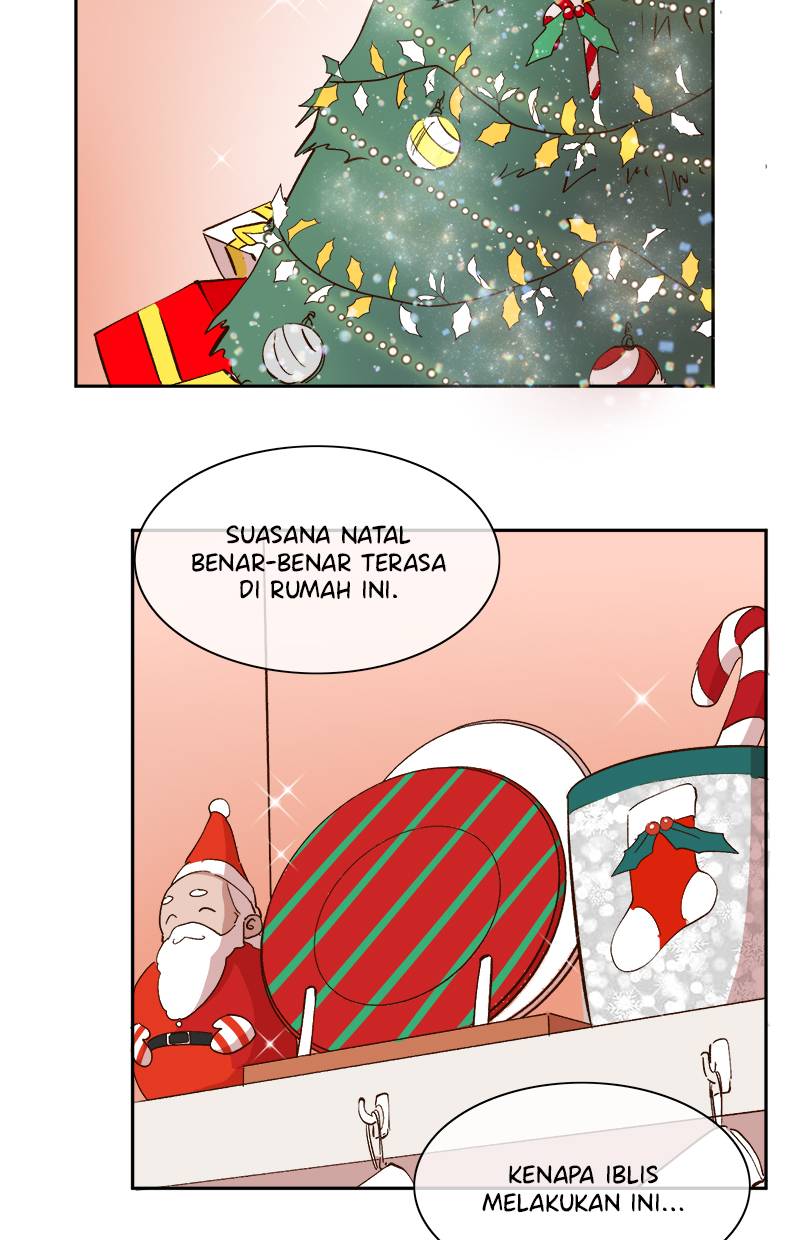 SUASANA NATAL
BENAR-BENAR TERASA
DI RUMAH INI.
KENAPA IBLIS
MELAKUKAN INI...